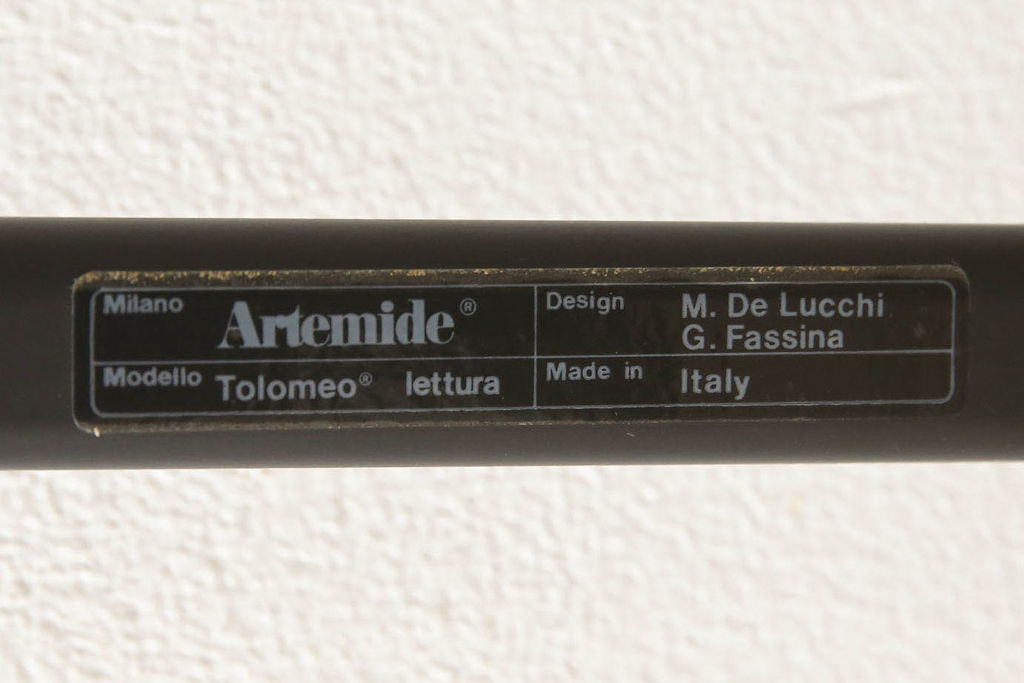 Milano Artemide®
Modello Tolomeo® lettura
Design M. De Lucchi
G. Fassina
Made in Italy